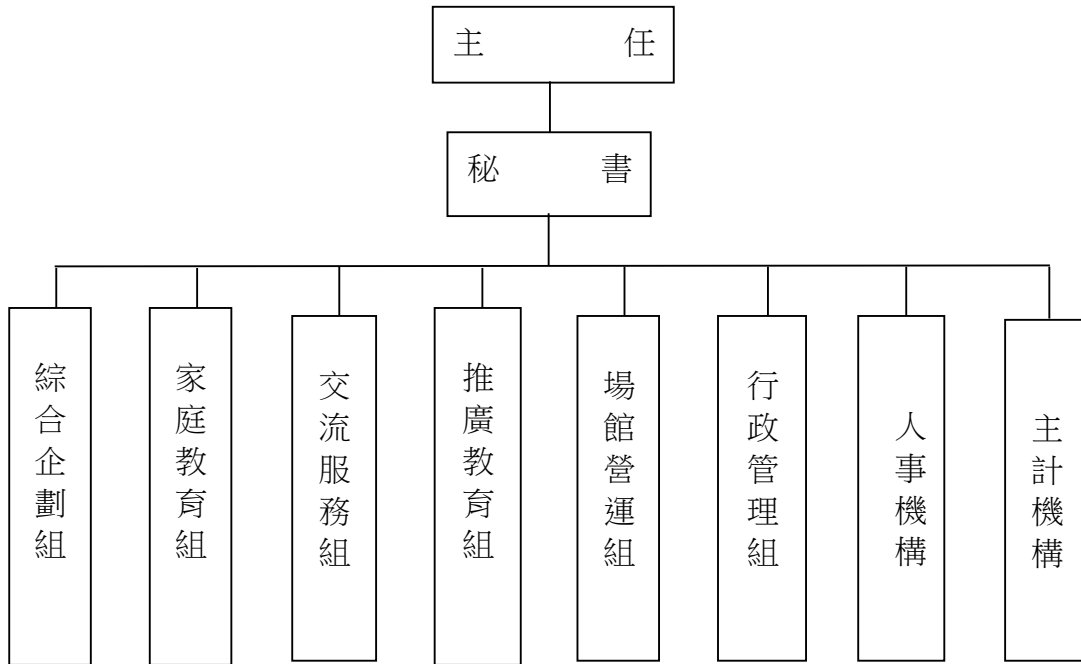 主任
秘書
綜合企劃組
家庭教育組
交流服務組
推廣教育組
場館營運組
行政管理組
人事機構
主計機構